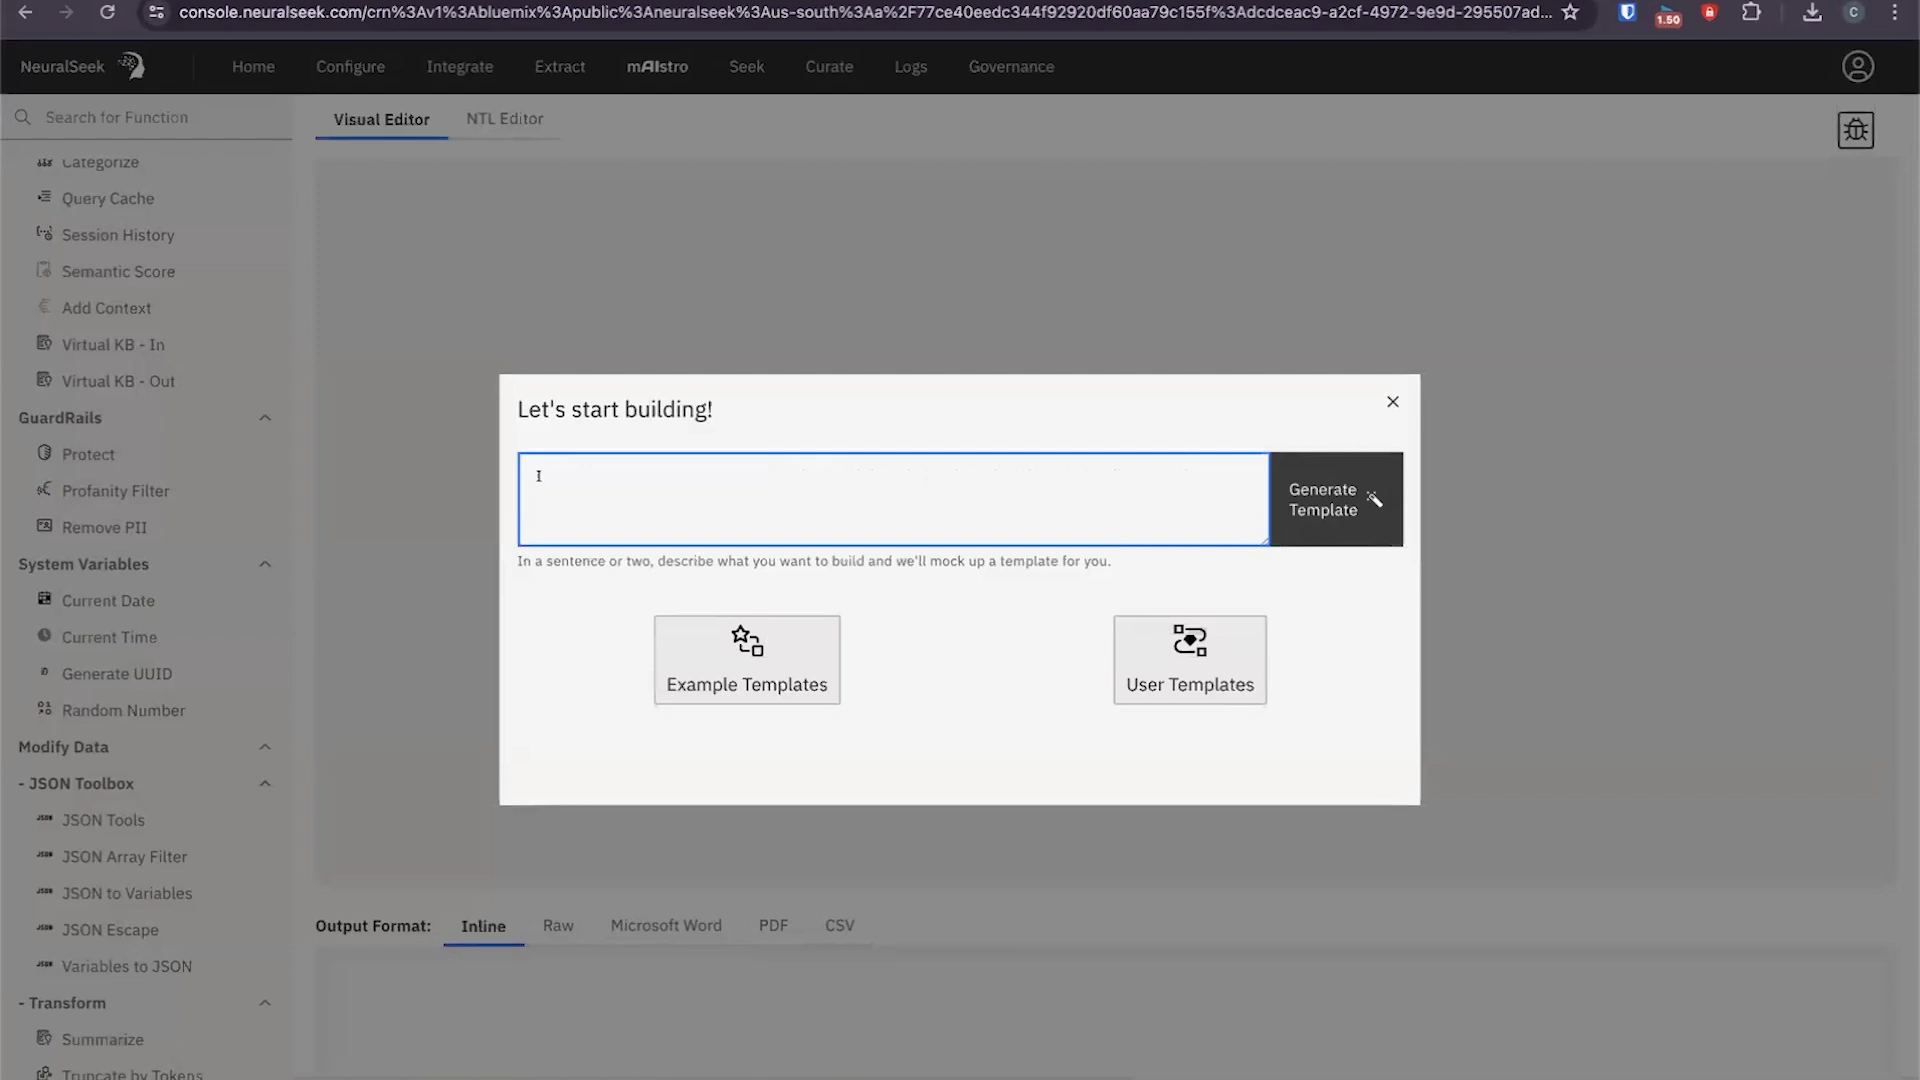 console.neuralseek.com/crn%3Av1%3Abluemix%3Apublic%3Aneuralseek%3Aus-south%3Aa%2F77ce40eedc344f92920df60aa79c155f%3Adcdceac9-a2cf-4972-9e9d-295507ad...
1.50
C
NeuralSeek
Home
Configure
Integrate
Extract
mAIstro
Seek
Curate
Logs
Governance
Search for Function
Visual Editor
NTL Editor
Categorize
Query Cache
Session History
Semantic Score
Add Context
Virtual KB - In
Virtual KB - Out
GuardRails
Protect
Profanity Filter
Remove PII
System Variables
Current Date
Current Time
Generate UUID
Random Number
Modify Data
- JSON Toolbox
JSON Tools
JSON Array Filter
JSON to Variables
JSON Escape
Variables to JSON
- Transform
Summarize
Truncate by Tokens
Let's start building!
Generate
Template
In a sentence or two, describe what you want to build and we'll mock up a template for you.
Example Templates
User Templates
Output Format:
Inline
Raw
Microsoft Word
PDF
CSV